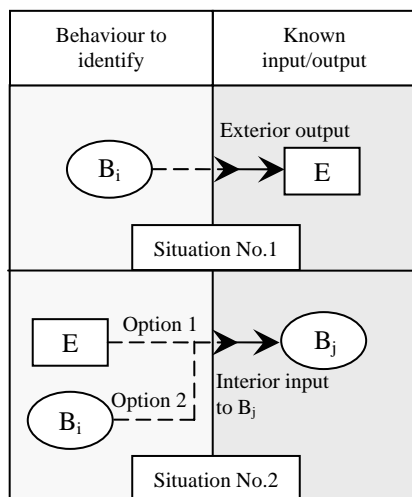 Behaviour to
identify
Known
input/output
Exterior output
Bi
E
Situation No.1
E
Option 1
Bj
Bi
Option 2
Interior input
to Bj
Situation No.2